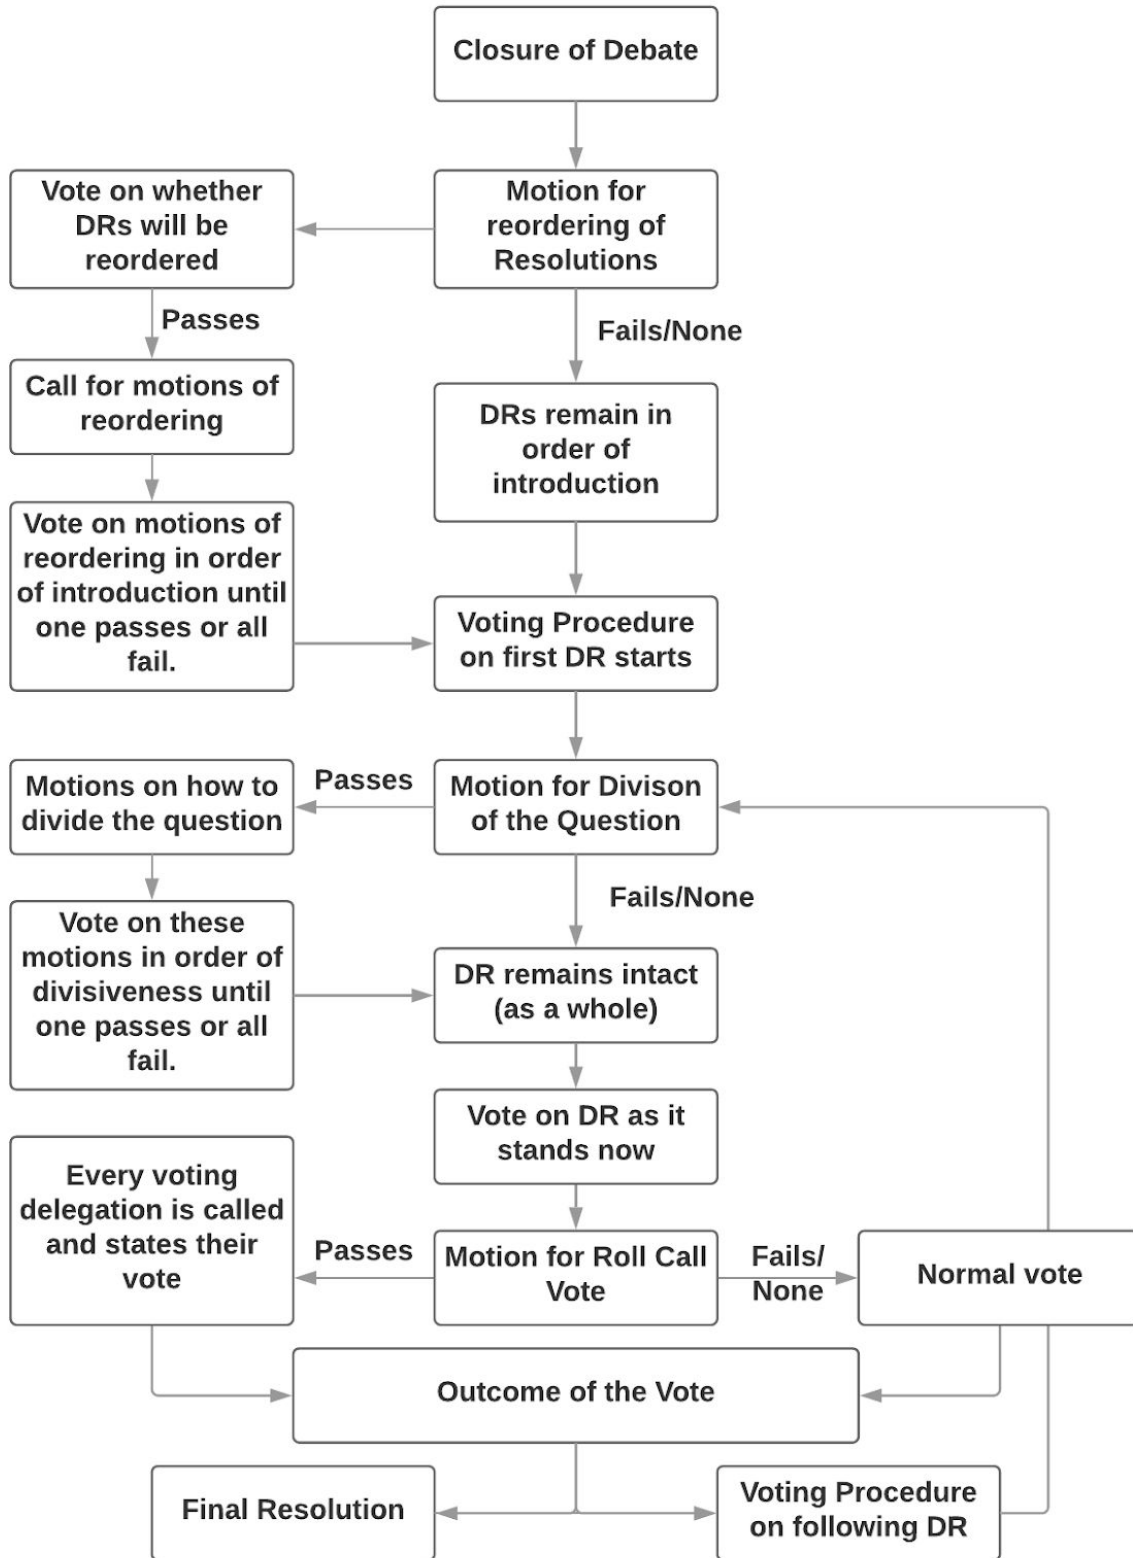 Closure of Debate
Vote on whether
DRs will be
reordered
Motion for
reordering of
Resolutions
Passes
Fails/None
Call for motions of
reordering
DRs remain in
order of
introduction
Vote on motions of
reordering in order
of introduction until
one passes or all
fail.
Voting Procedure
on first DR starts
Motions on how to
divide the question
Passes
Motion for Divison
of the Question
Fails/None
Vote on these
motions in order of
divisiveness until
one passes or all
fail.
DR remains intact
(as a whole)
Vote on DR as it
stands now
Every voting
delegation is called
and states their
vote
Passes
Motion for Roll Call
Vote
Fails/
None
Normal vote
Outcome of the Vote
Final Resolution
Voting Procedure
on following DR